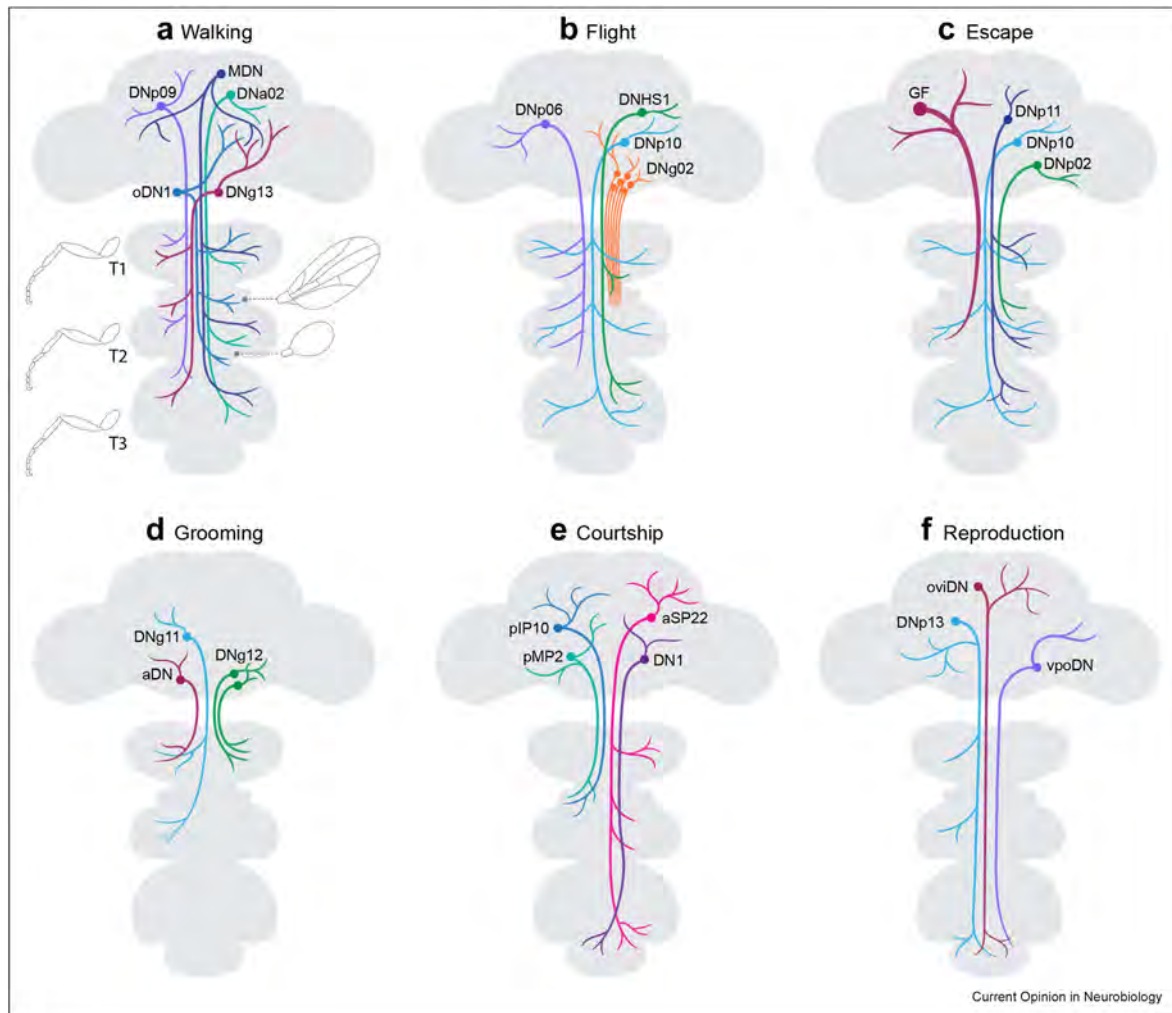 a Walking
b Flight
c Escape
MDN
DNp09
DNa02
oDN1
DNg13
T1
T2
T3
DNp06
DNHS1
DNp10
DNg02
GF
DNp11
DNp10
DNp02
d Grooming
e Courtship
f Reproduction
DNg11
DNg12
aDN
pIP10
aSP22
pMP2
DN1
oviDN
DNp13
vpoDN
Current Opinion in Neurobiology